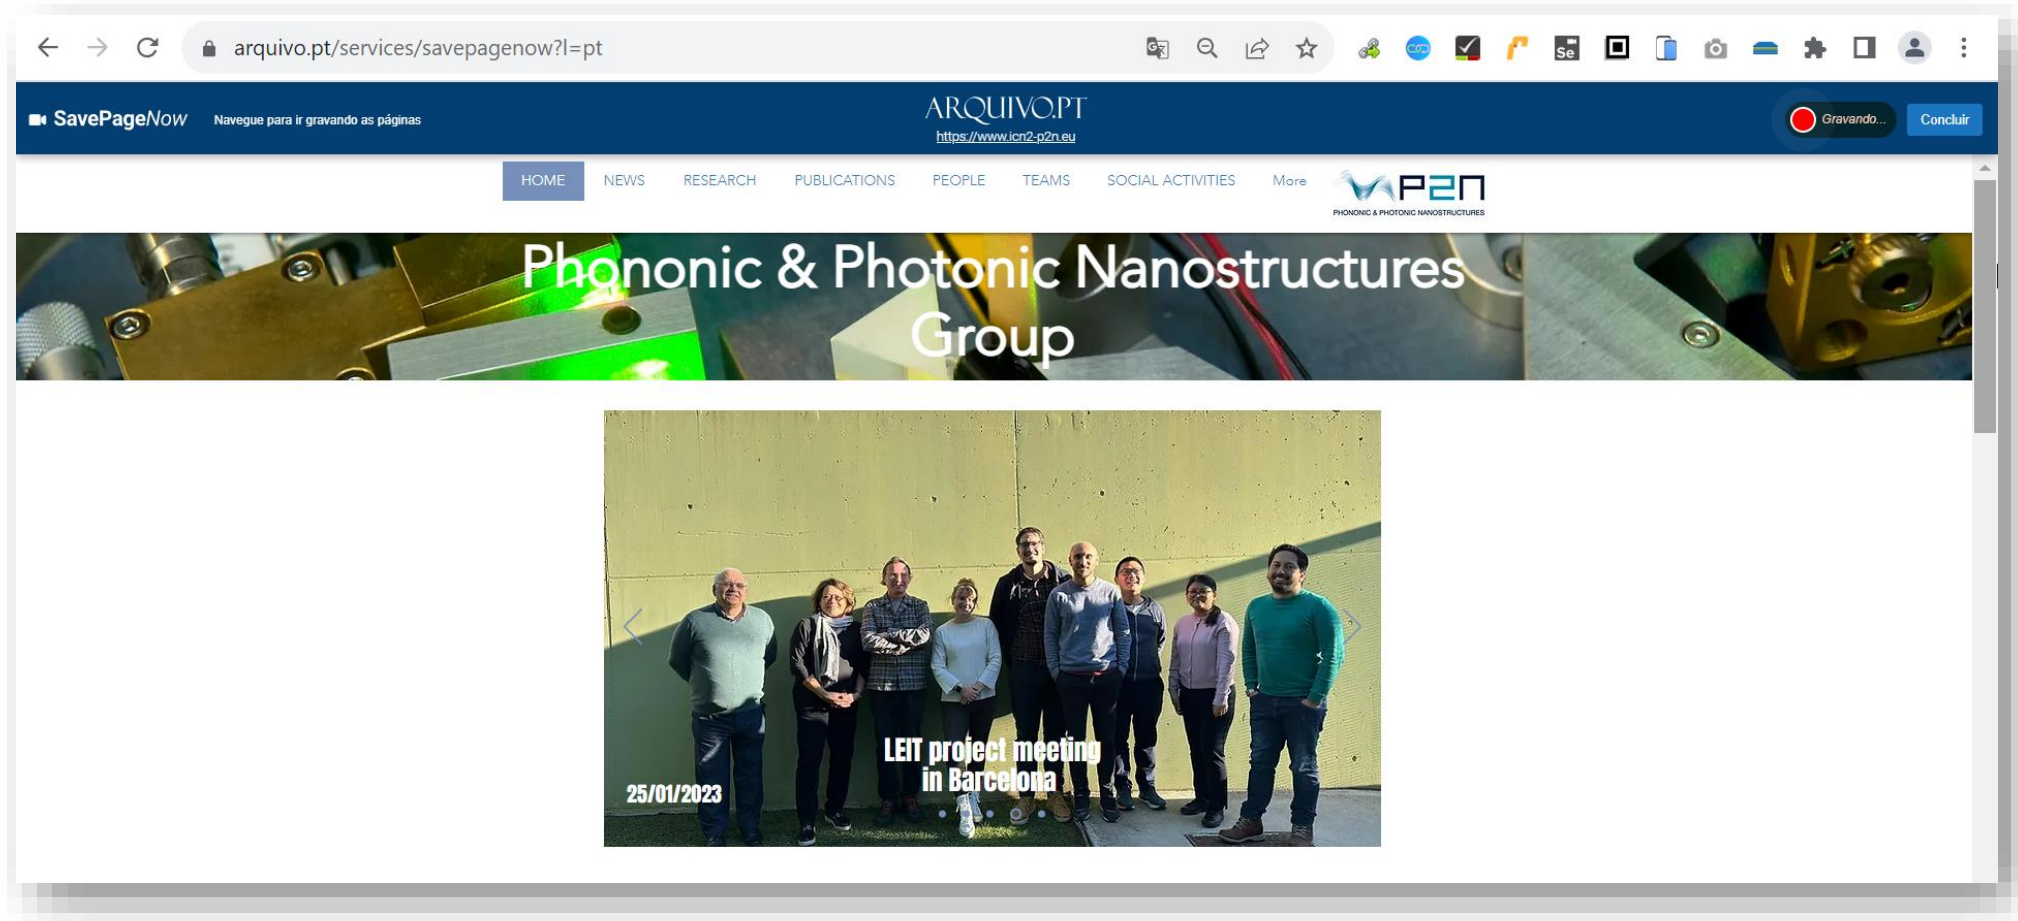 arquivo.pt/services/savepagenow?l=pt
Se
SavePageNow
Navegue para ir gravando as páginas
ARQUIVO.PT
https://www.icn2-p2n.eu
Gravando...
Concluir
HOME NEWS RESEARCH PUBLICATIONS PEOPLE TEAMS SOCIAL ACTIVITIES More
P2N
PHONONIC & PHOTONIC NANOSTRUCTURES
Phononic & Photonic Nanostructures
Group
LEIT project meeting
in Barcelona
25/01/2023